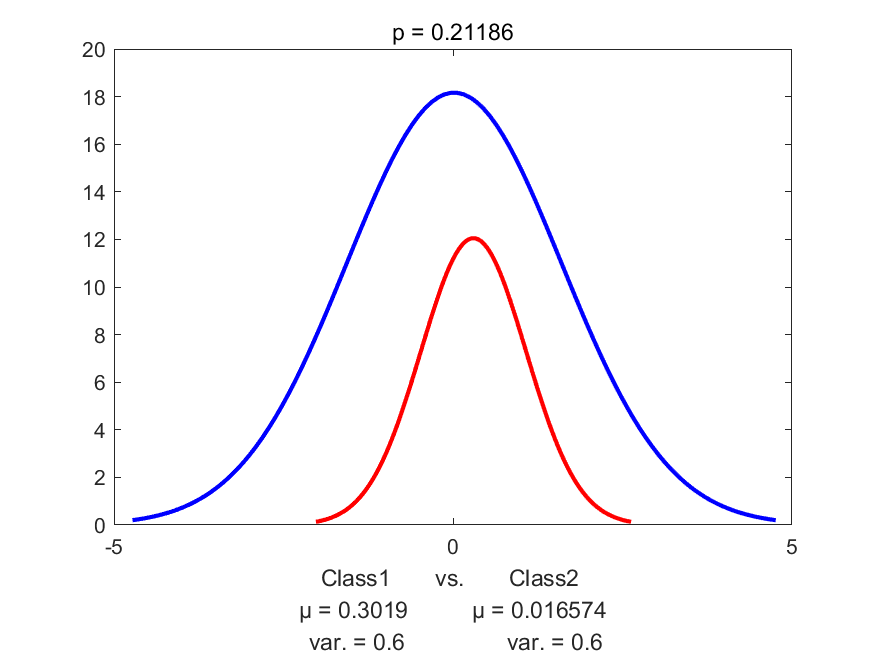 p = 0.21186
20
18
16
14
12
10
8
6
4
2
0
-5 0 5
Class1 vs. Class2
μ = 0.3019 μ = 0.016574
var. = 0.6 var. = 0.6